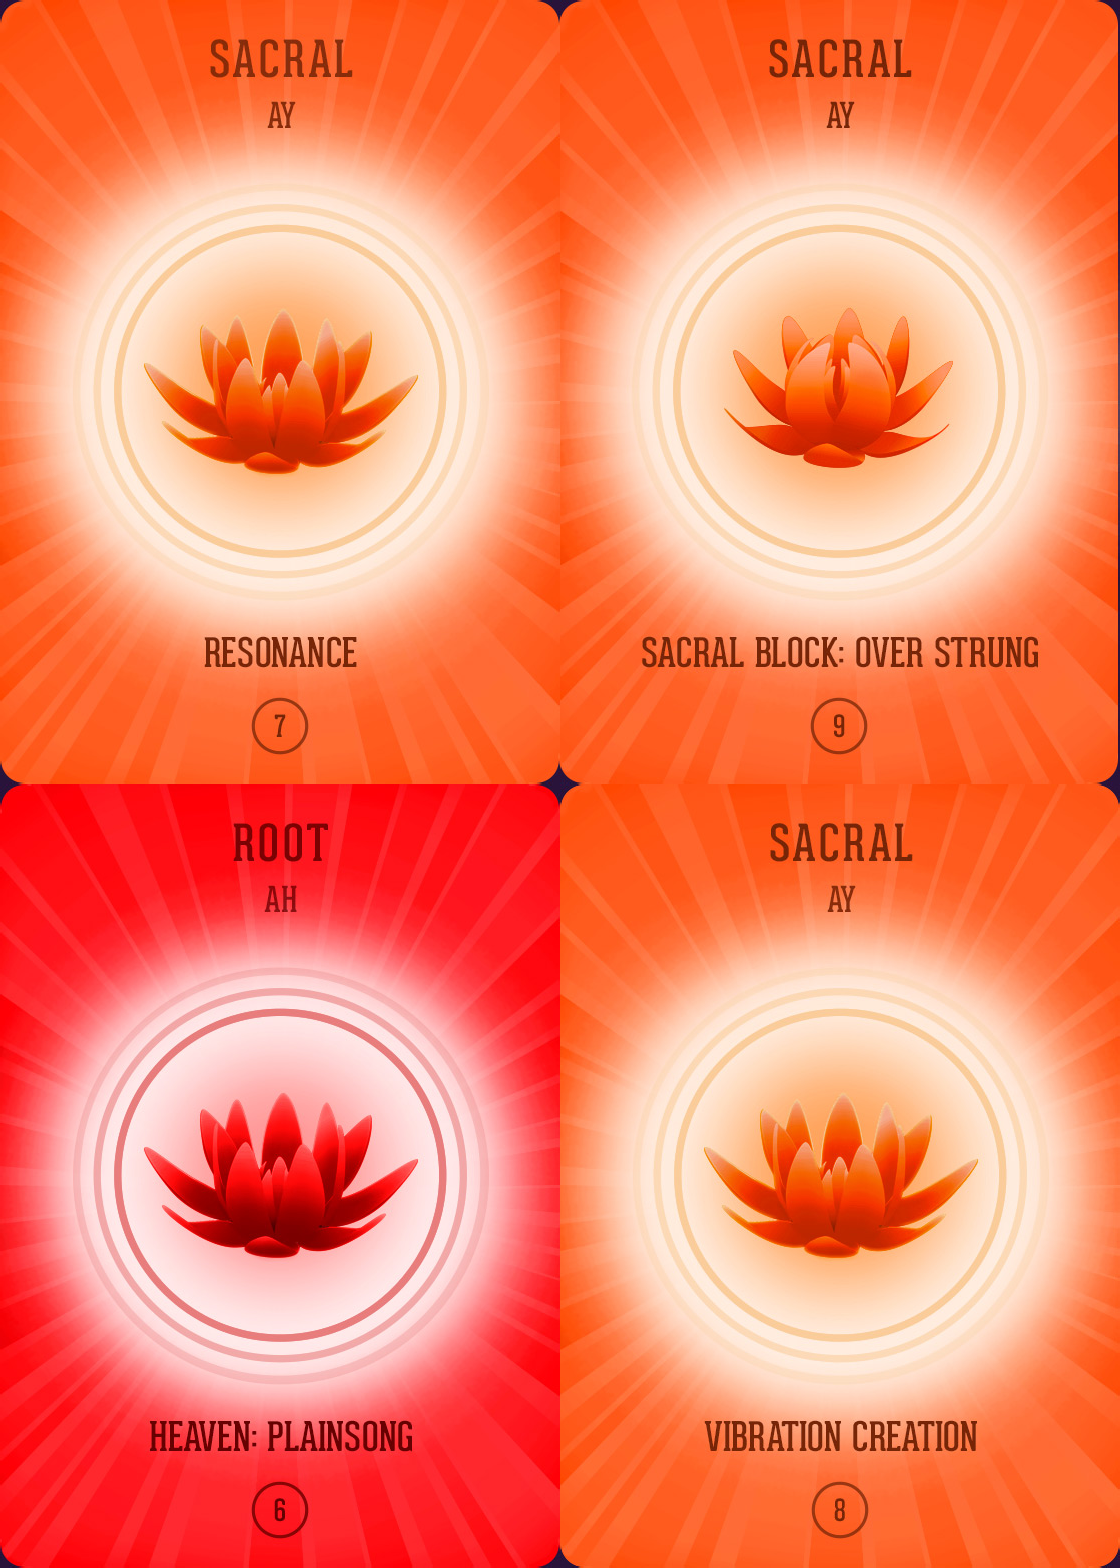 SACRAL
AY
RESONANCE
7
SACRAL
AY
SACRAL BLOCK: OVER STRUNG
9
ROOT
AH
HEAVEN: PLAINSONG
6
SACRAL
AY
VIBRATION CREATION
8